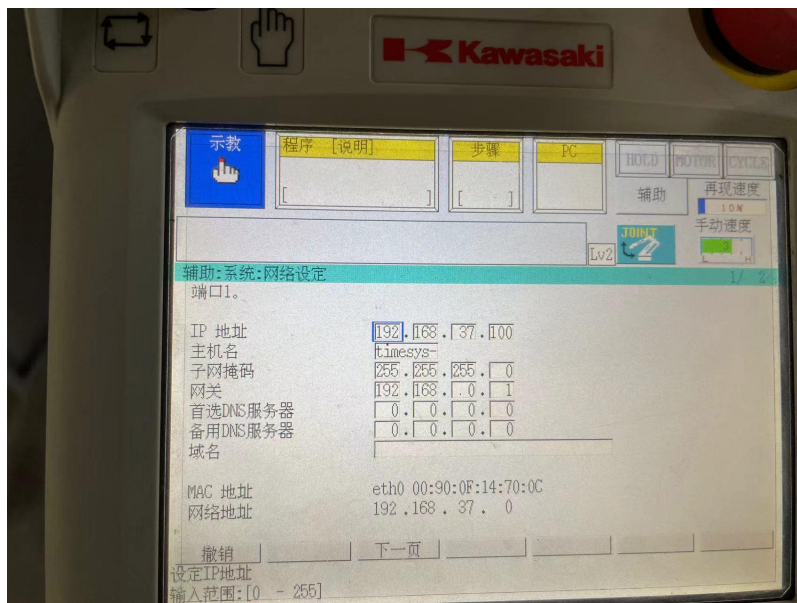 Kawasaki
示教
程序 [说明]
步骤
PC
HOLD MOTOR CYCLE
辅助
再现速度
10%
[ ]
[ ]
手动速度
JOINT
3
L H
Lv2
辅助:系统:网络设定 1/ 2
端口1。
IP 地址 192.168. 37.100
主机名 timesys-
子网掩码 255.255.255. 0
网关 192.168. 0. 1
首选DNS服务器 0. 0. 0. 0
备用DNS服务器 0. 0. 0. 0
域名
MAC 地址 eth0 00:90:0F:14:70:0C
网络地址 192 .168 . 37 . 0
撤销 下一页
设定IP地址
输入范围:[0 - 255]